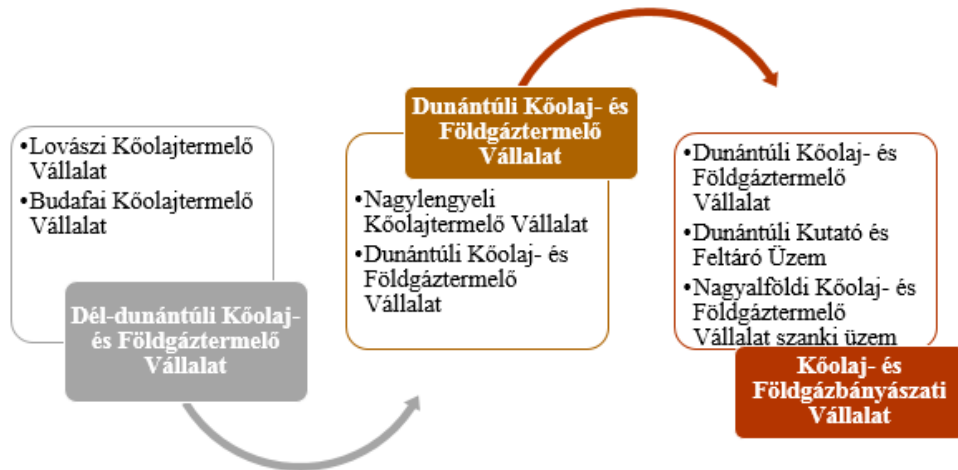 •Lovászi Kőolajtermelő
Vállalat
•Budafai Kőolajtermelő
Vállalat
Dél-dunántúli Kőolaj-
és Földgáztermelő
Vállalat
Dunántúli Kőolaj- és
Földgáztermelő
Vállalat
•Nagylengyeli
Kőolajtermelő Vállalat
•Dunántúli Kőolaj- és
Földgáztermelő
Vállalat
•Dunántúli Kőolaj- és
Földgáztermelő
Vállalat
•Dunántúli Kutató és
Feltáró Üzem
•Nagyalföldi Kőolaj- és
Földgáztermelő
Vállalat szanki üzem
Kőolaj- és
Földgázbányászati
Vállalat